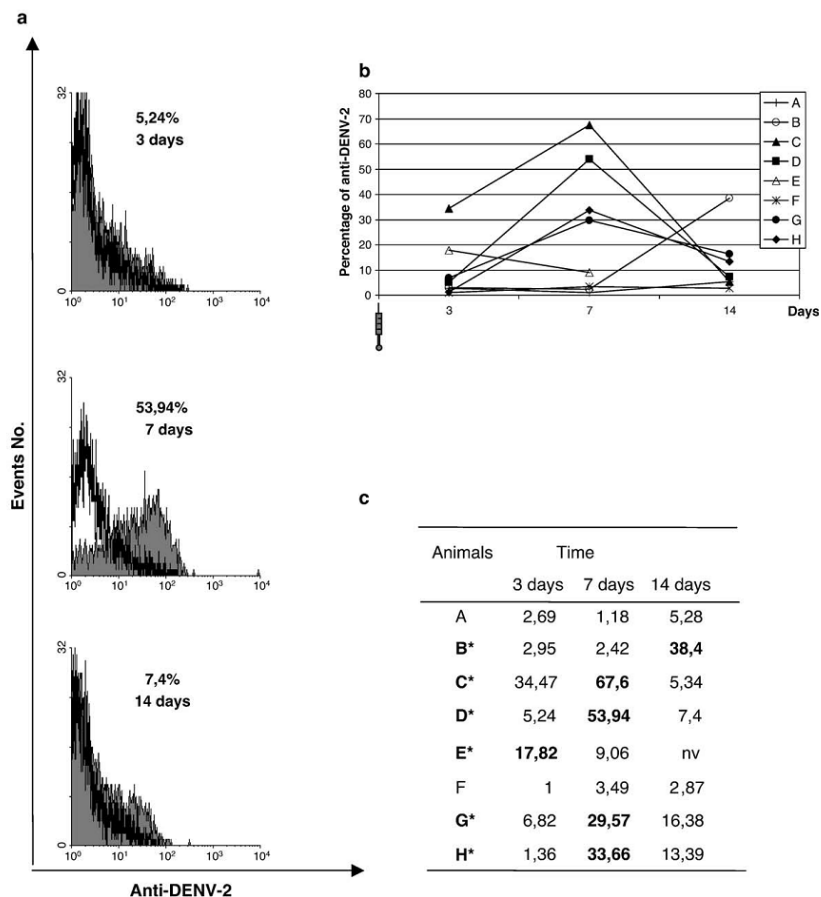 a
32
5,24%
3 days
0
10⁰ 10¹ 10² 10³ 10⁴
32
53,94%
7 days
0
10⁰ 10¹ 10² 10³ 10⁴
32
7,4%
14 days
0
10⁰ 10¹ 10² 10³ 10⁴
Events No.
Anti-DENV-2
b
Percentage of anti-DENV-2
80
70
60
50
40
30
20
10
0
3 7 14 Days
A
B
C
D
E
F
G
H
c
Animals Time
3 days 7 days 14 days
A 2,69 1,18 5,28
B* 2,95 2,42 38,4
C* 34,47 67,6 5,34
D* 5,24 53,94 7,4
E* 17,82 9,06 nv
F 1 3,49 2,87
G* 6,82 29,57 16,38
H* 1,36 33,66 13,39